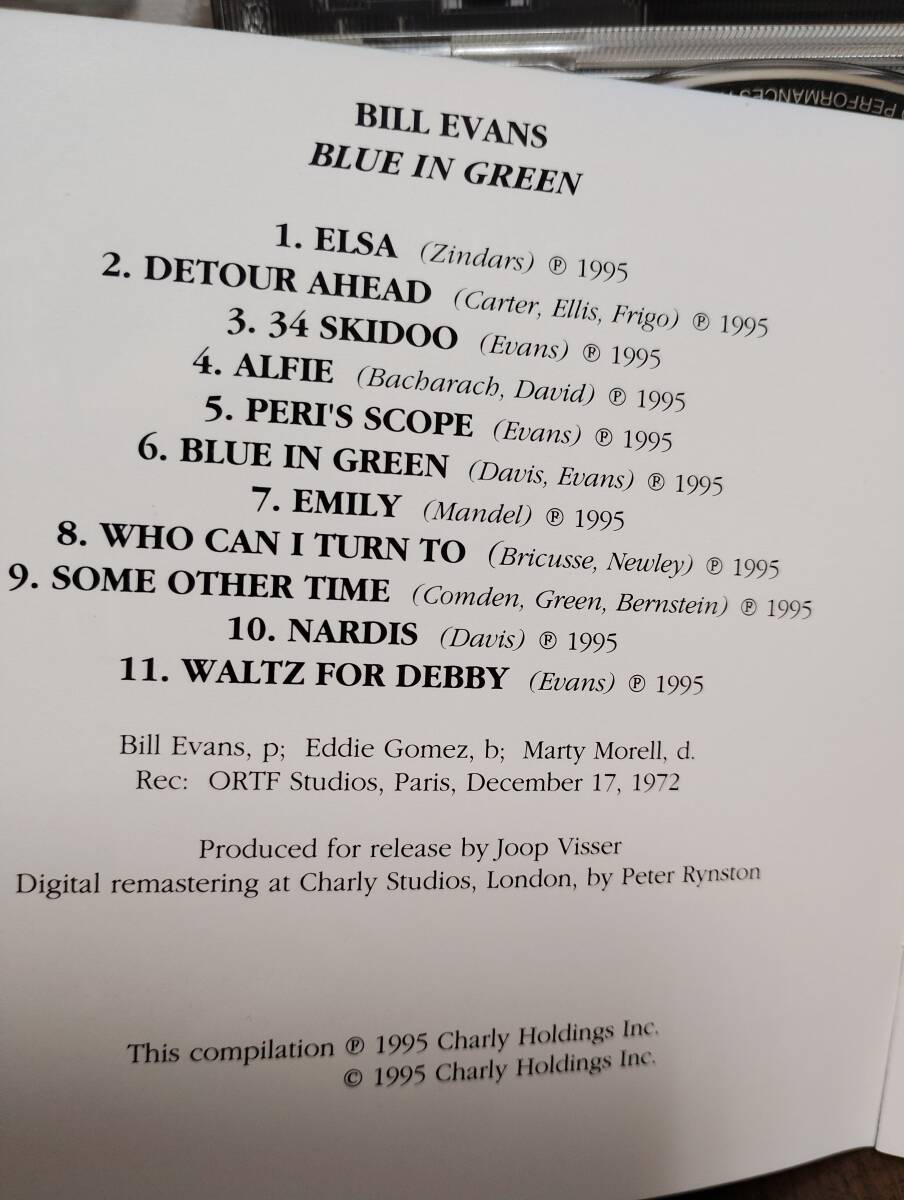 PERFORMANCES
BILL EVANS
BLUE IN GREEN
1. ELSA (Zindars) ℗ 1995
2. DETOUR AHEAD (Carter, Ellis, Frigo) ℗ 1995
3. 34 SKIDOO (Evans) ℗ 1995
4. ALFIE (Bacharach, David) ℗ 1995
5. PERI'S SCOPE (Evans) ℗ 1995
6. BLUE IN GREEN (Davis, Evans) ℗ 1995
7. EMILY (Mandel) ℗ 1995
8. WHO CAN I TURN TO (Bricusse, Newley) ℗ 1995
9. SOME OTHER TIME (Comden, Green, Bernstein) ℗ 1995
10. NARDIS (Davis) ℗ 1995
11. WALTZ FOR DEBBY (Evans) ℗ 1995
Bill Evans, p; Eddie Gomez, b; Marty Morell, d.
Rec: ORTF Studios, Paris, December 17, 1972
Produced for release by Joop Visser
Digital remastering at Charly Studios, London, by Peter Rynston
This compilation ℗ 1995 Charly Holdings Inc.
© 1995 Charly Holdings Inc.